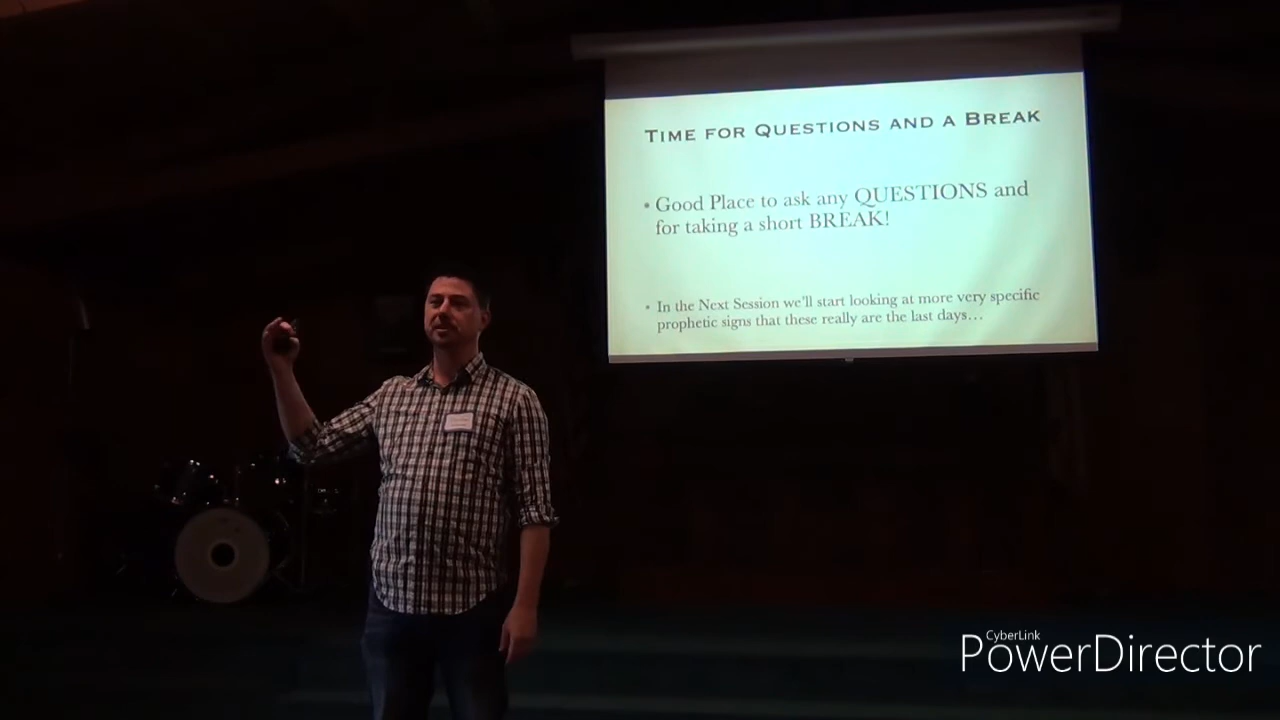 TIME FOR QUESTIONS AND A BREAK
• Good Place to ask any QUESTIONS and
for taking a short BREAK!
• In the Next Session we'll start looking at more very specific
prophetic signs that these really are the last days…
CyberLink
PowerDirector